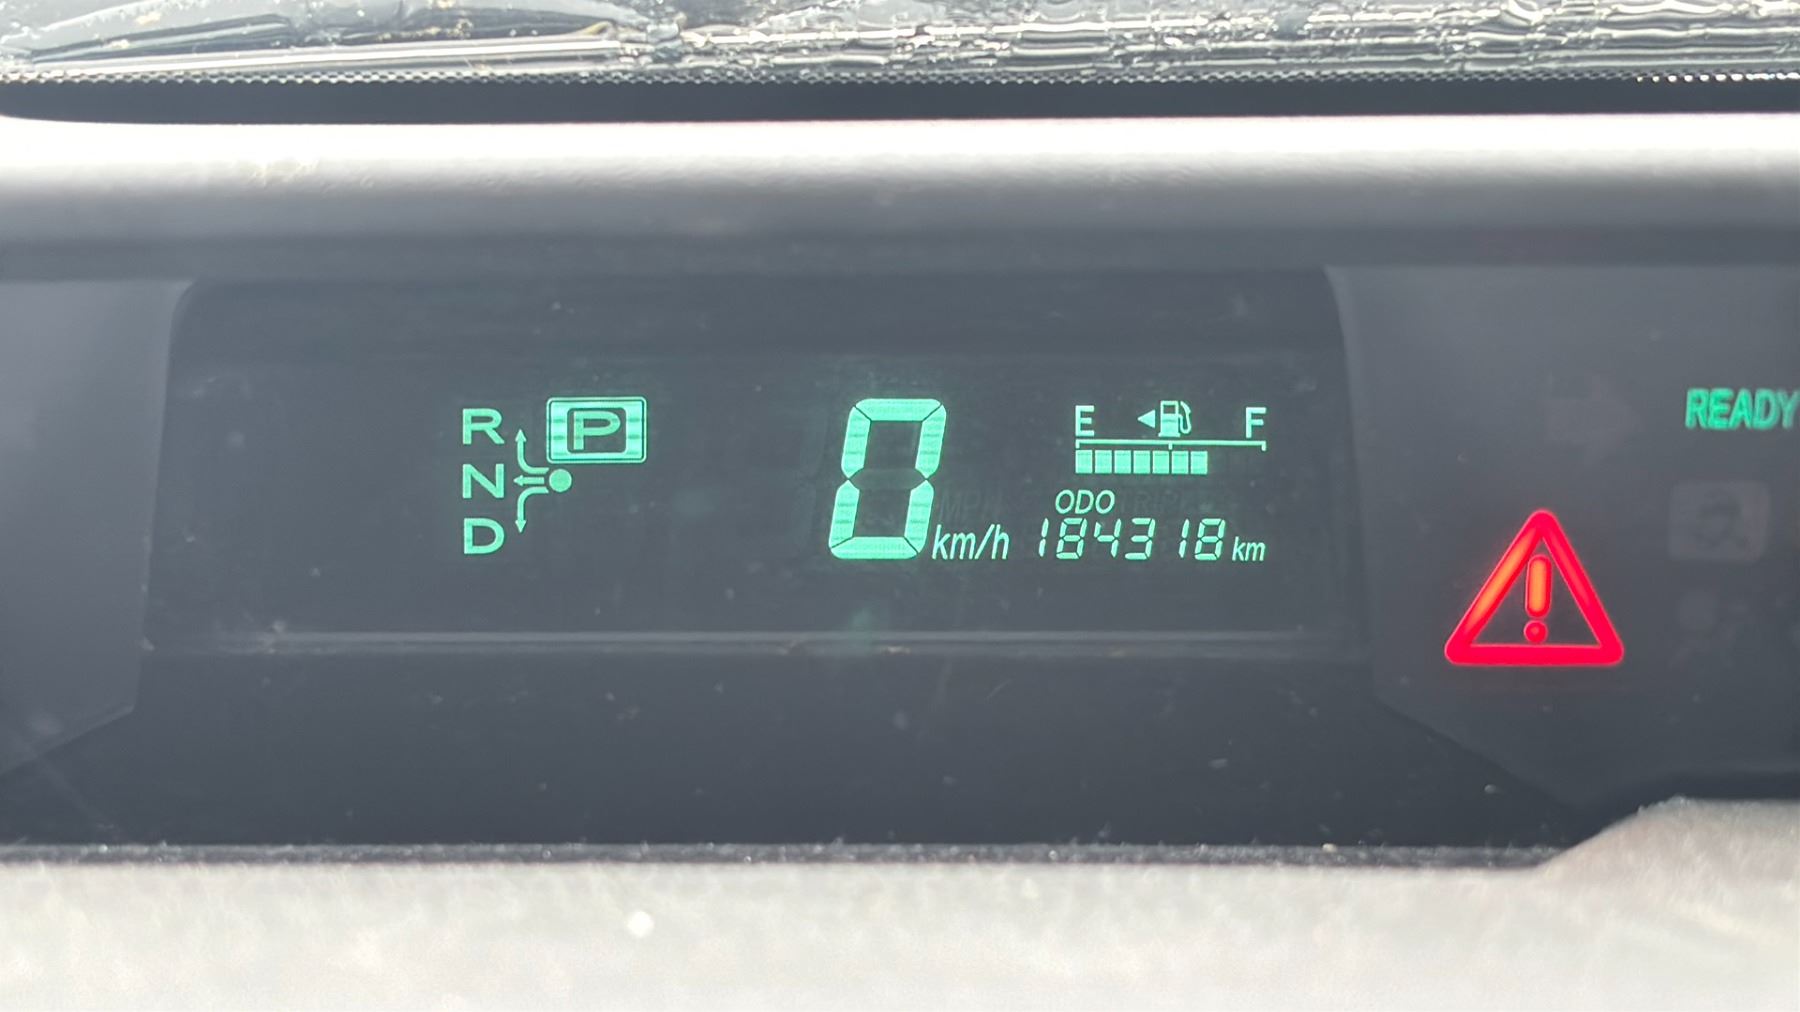 R P
N
D
0 km/h
E F
ODO
184318 km
READY
!